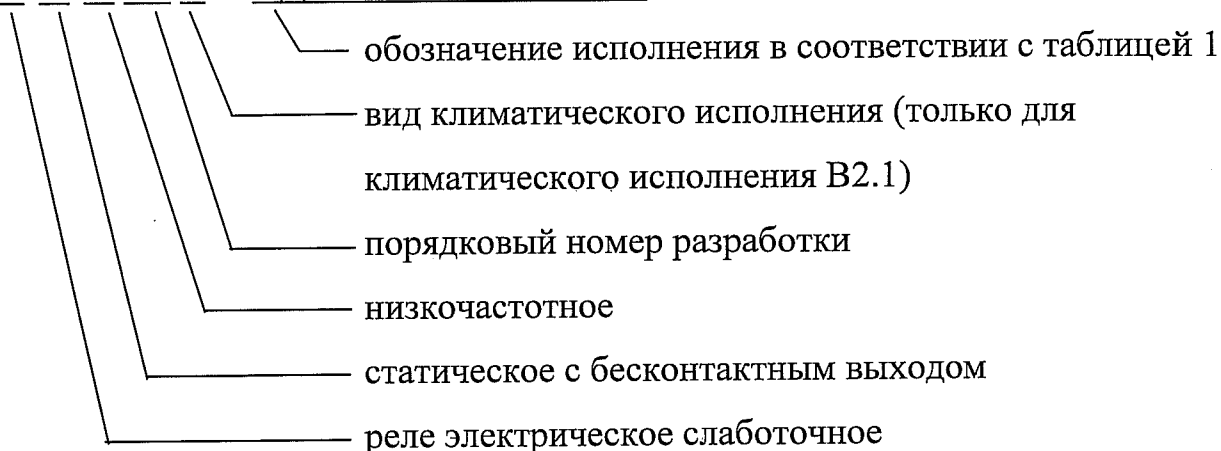 обозначение исполнения в соответствии с таблицей 1
вид климатического исполнения (только для
климатического исполнения В2.1)
порядковый номер разработки
низкочастотное
статическое с бесконтактным выходом
реле электрическое слаботочное